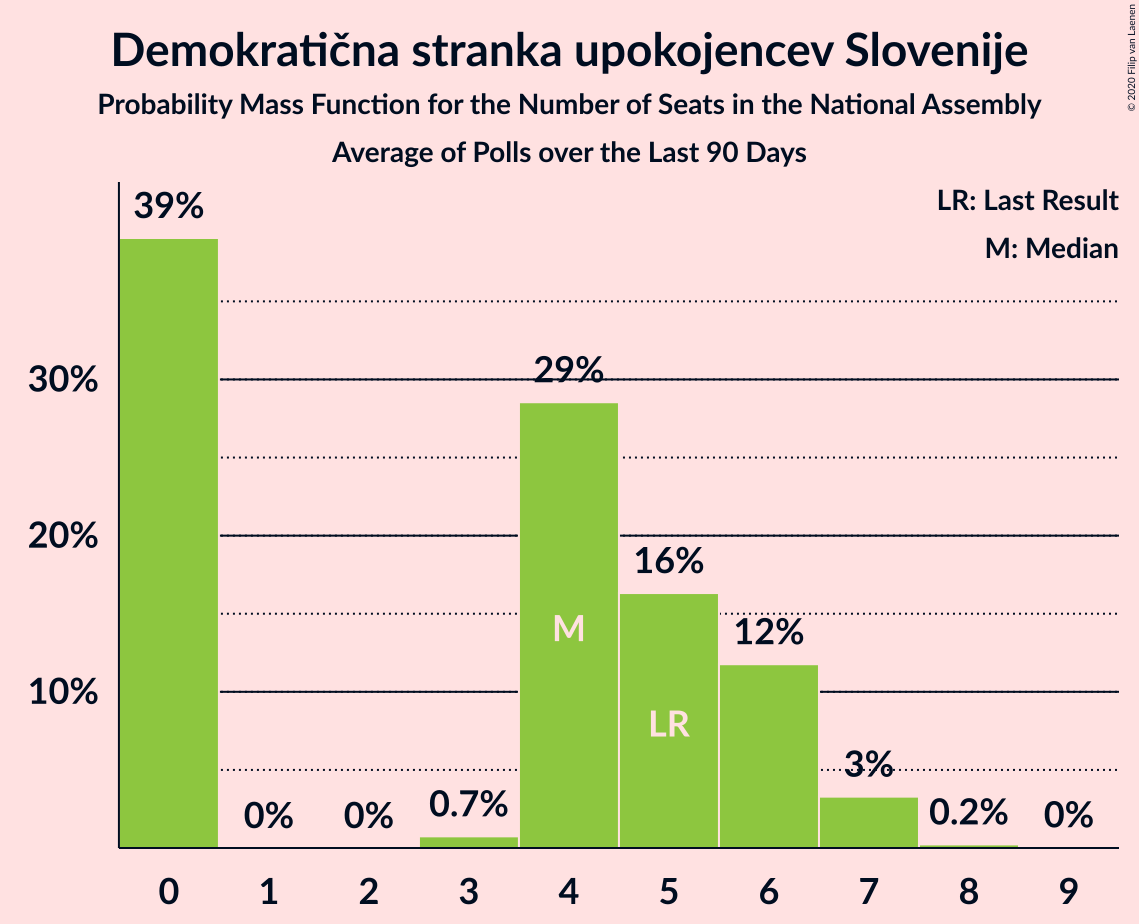 Demokratična stranka upokojencev Slovenije
Probability Mass Function for the Number of Seats in the National Assembly
Average of Polls over the Last 90 Days
© 2020 Filip van Laenen
LR: Last Result
M: Median
39%
0%
0%
0.7%
29%
16%
12%
3%
0.2%
0%
M
LR
30%
20%
10%
0 1 2 3 4 5 6 7 8 9